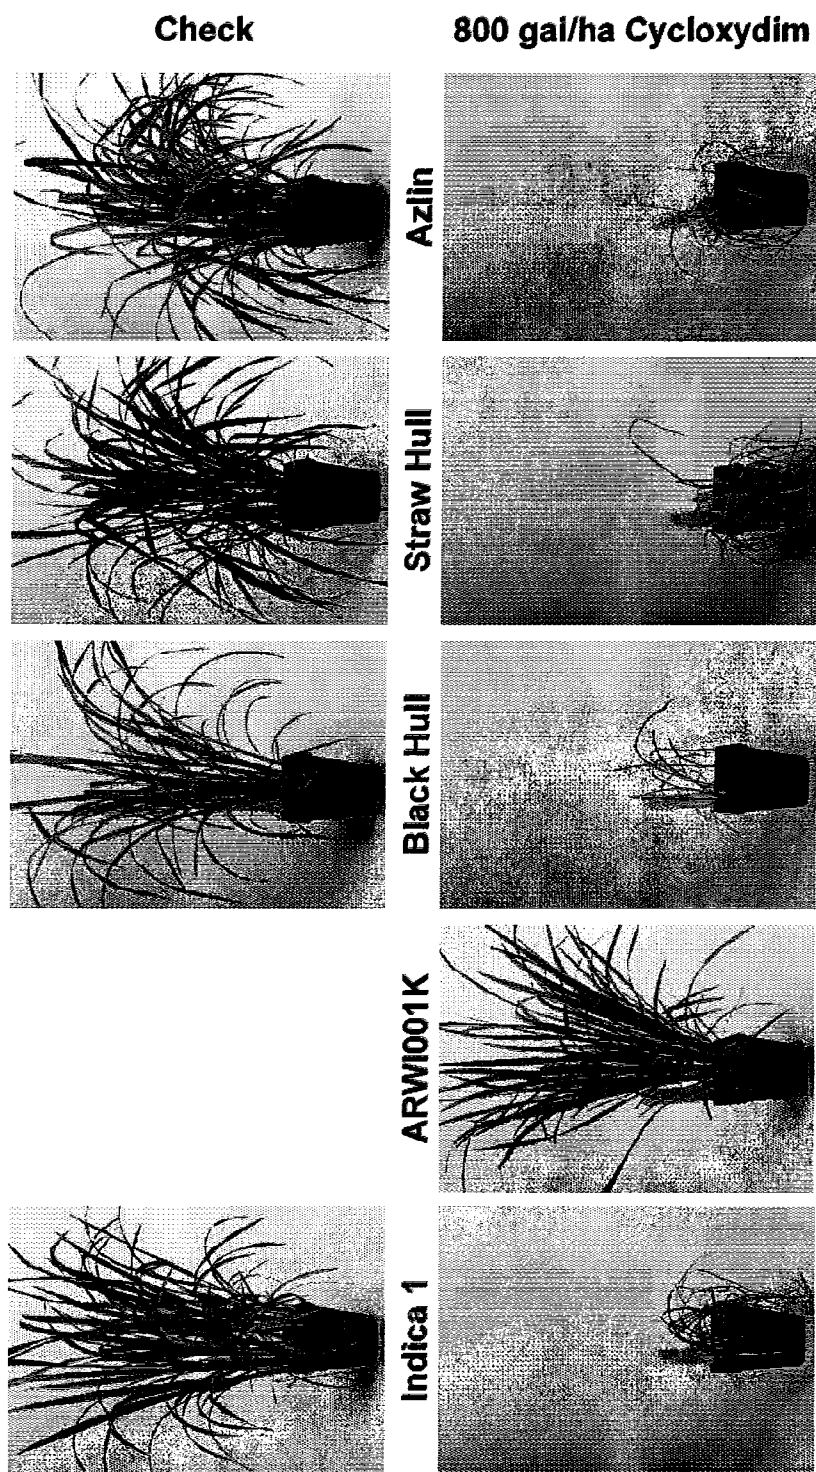 Check
800 gai/ha Cycloxydim
Azlin
Straw Hull
Black Hull
ARWI001K
Indica 1